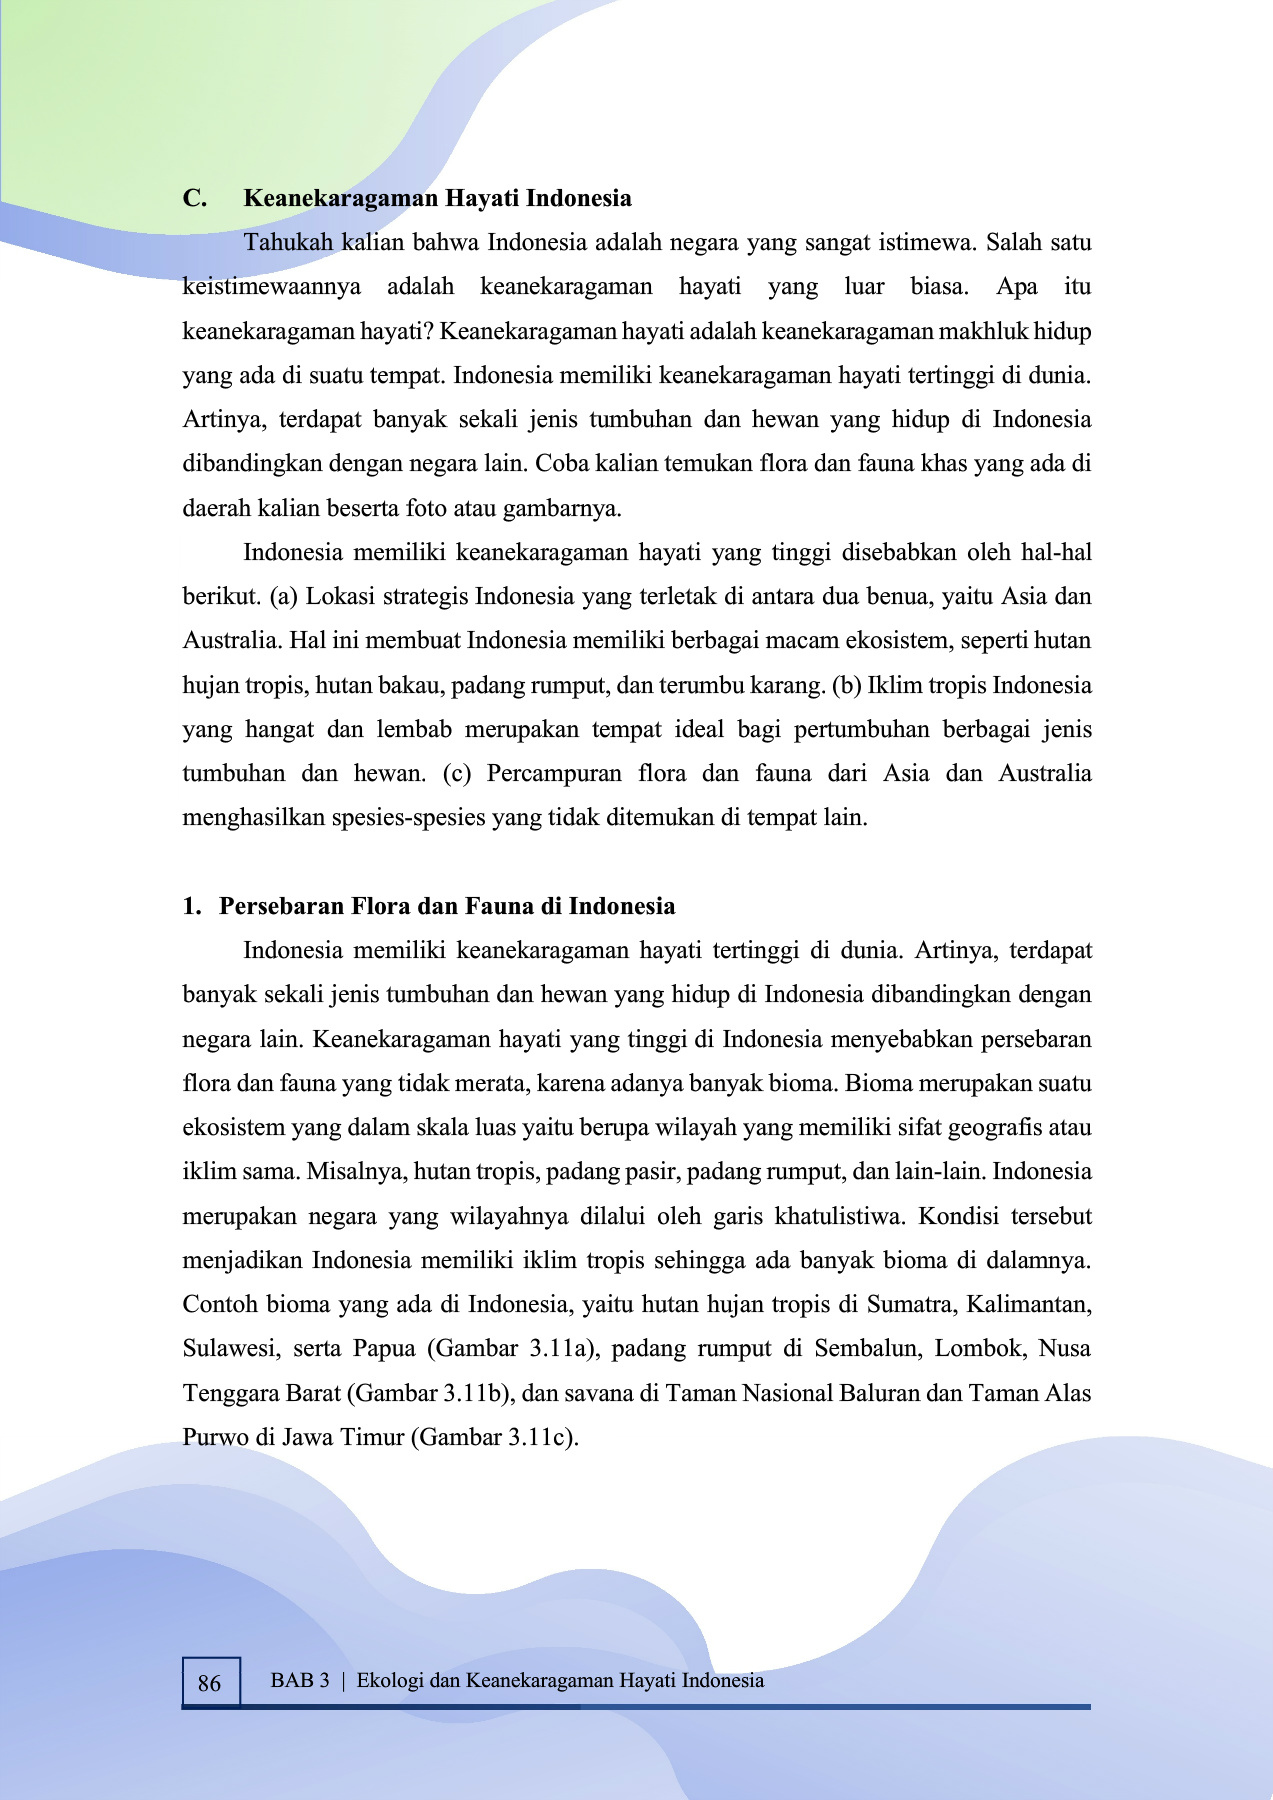 C. Keanekaragaman Hayati Indonesia
Tahukah kalian bahwa Indonesia adalah negara yang sangat istimewa. Salah satu
keistimewaannya adalah keanekaragaman hayati yang luar biasa. Apa itu
keanekaragaman hayati? Keanekaragaman hayati adalah keanekaragaman makhluk hidup
yang ada di suatu tempat. Indonesia memiliki keanekaragaman hayati tertinggi di dunia.
Artinya, terdapat banyak sekali jenis tumbuhan dan hewan yang hidup di Indonesia
dibandingkan dengan negara lain. Coba kalian temukan flora dan fauna khas yang ada di
daerah kalian beserta foto atau gambarnya.
Indonesia memiliki keanekaragaman hayati yang tinggi disebabkan oleh hal-hal
berikut. (a) Lokasi strategis Indonesia yang terletak di antara dua benua, yaitu Asia dan
Australia. Hal ini membuat Indonesia memiliki berbagai macam ekosistem, seperti hutan
hujan tropis, hutan bakau, padang rumput, dan terumbu karang. (b) Iklim tropis Indonesia
yang hangat dan lembab merupakan tempat ideal bagi pertumbuhan berbagai jenis
tumbuhan dan hewan. (c) Percampuran flora dan fauna dari Asia dan Australia
menghasilkan spesies-spesies yang tidak ditemukan di tempat lain.
1. Persebaran Flora dan Fauna di Indonesia
Indonesia memiliki keanekaragaman hayati tertinggi di dunia. Artinya, terdapat
banyak sekali jenis tumbuhan dan hewan yang hidup di Indonesia dibandingkan dengan
negara lain. Keanekaragaman hayati yang tinggi di Indonesia menyebabkan persebaran
flora dan fauna yang tidak merata, karena adanya banyak bioma. Bioma merupakan suatu
ekosistem yang dalam skala luas yaitu berupa wilayah yang memiliki sifat geografis atau
iklim sama. Misalnya, hutan tropis, padang pasir, padang rumput, dan lain-lain. Indonesia
merupakan negara yang wilayahnya dilalui oleh garis khatulistiwa. Kondisi tersebut
menjadikan Indonesia memiliki iklim tropis sehingga ada banyak bioma di dalamnya.
Contoh bioma yang ada di Indonesia, yaitu hutan hujan tropis di Sumatra, Kalimantan,
Sulawesi, serta Papua (Gambar 3.11a), padang rumput di Sembalun, Lombok, Nusa
Tenggara Barat (Gambar 3.11b), dan savana di Taman Nasional Baluran dan Taman Alas
Purwo di Jawa Timur (Gambar 3.11c).
86 BAB 3 | Ekologi dan Keanekaragaman Hayati Indonesia